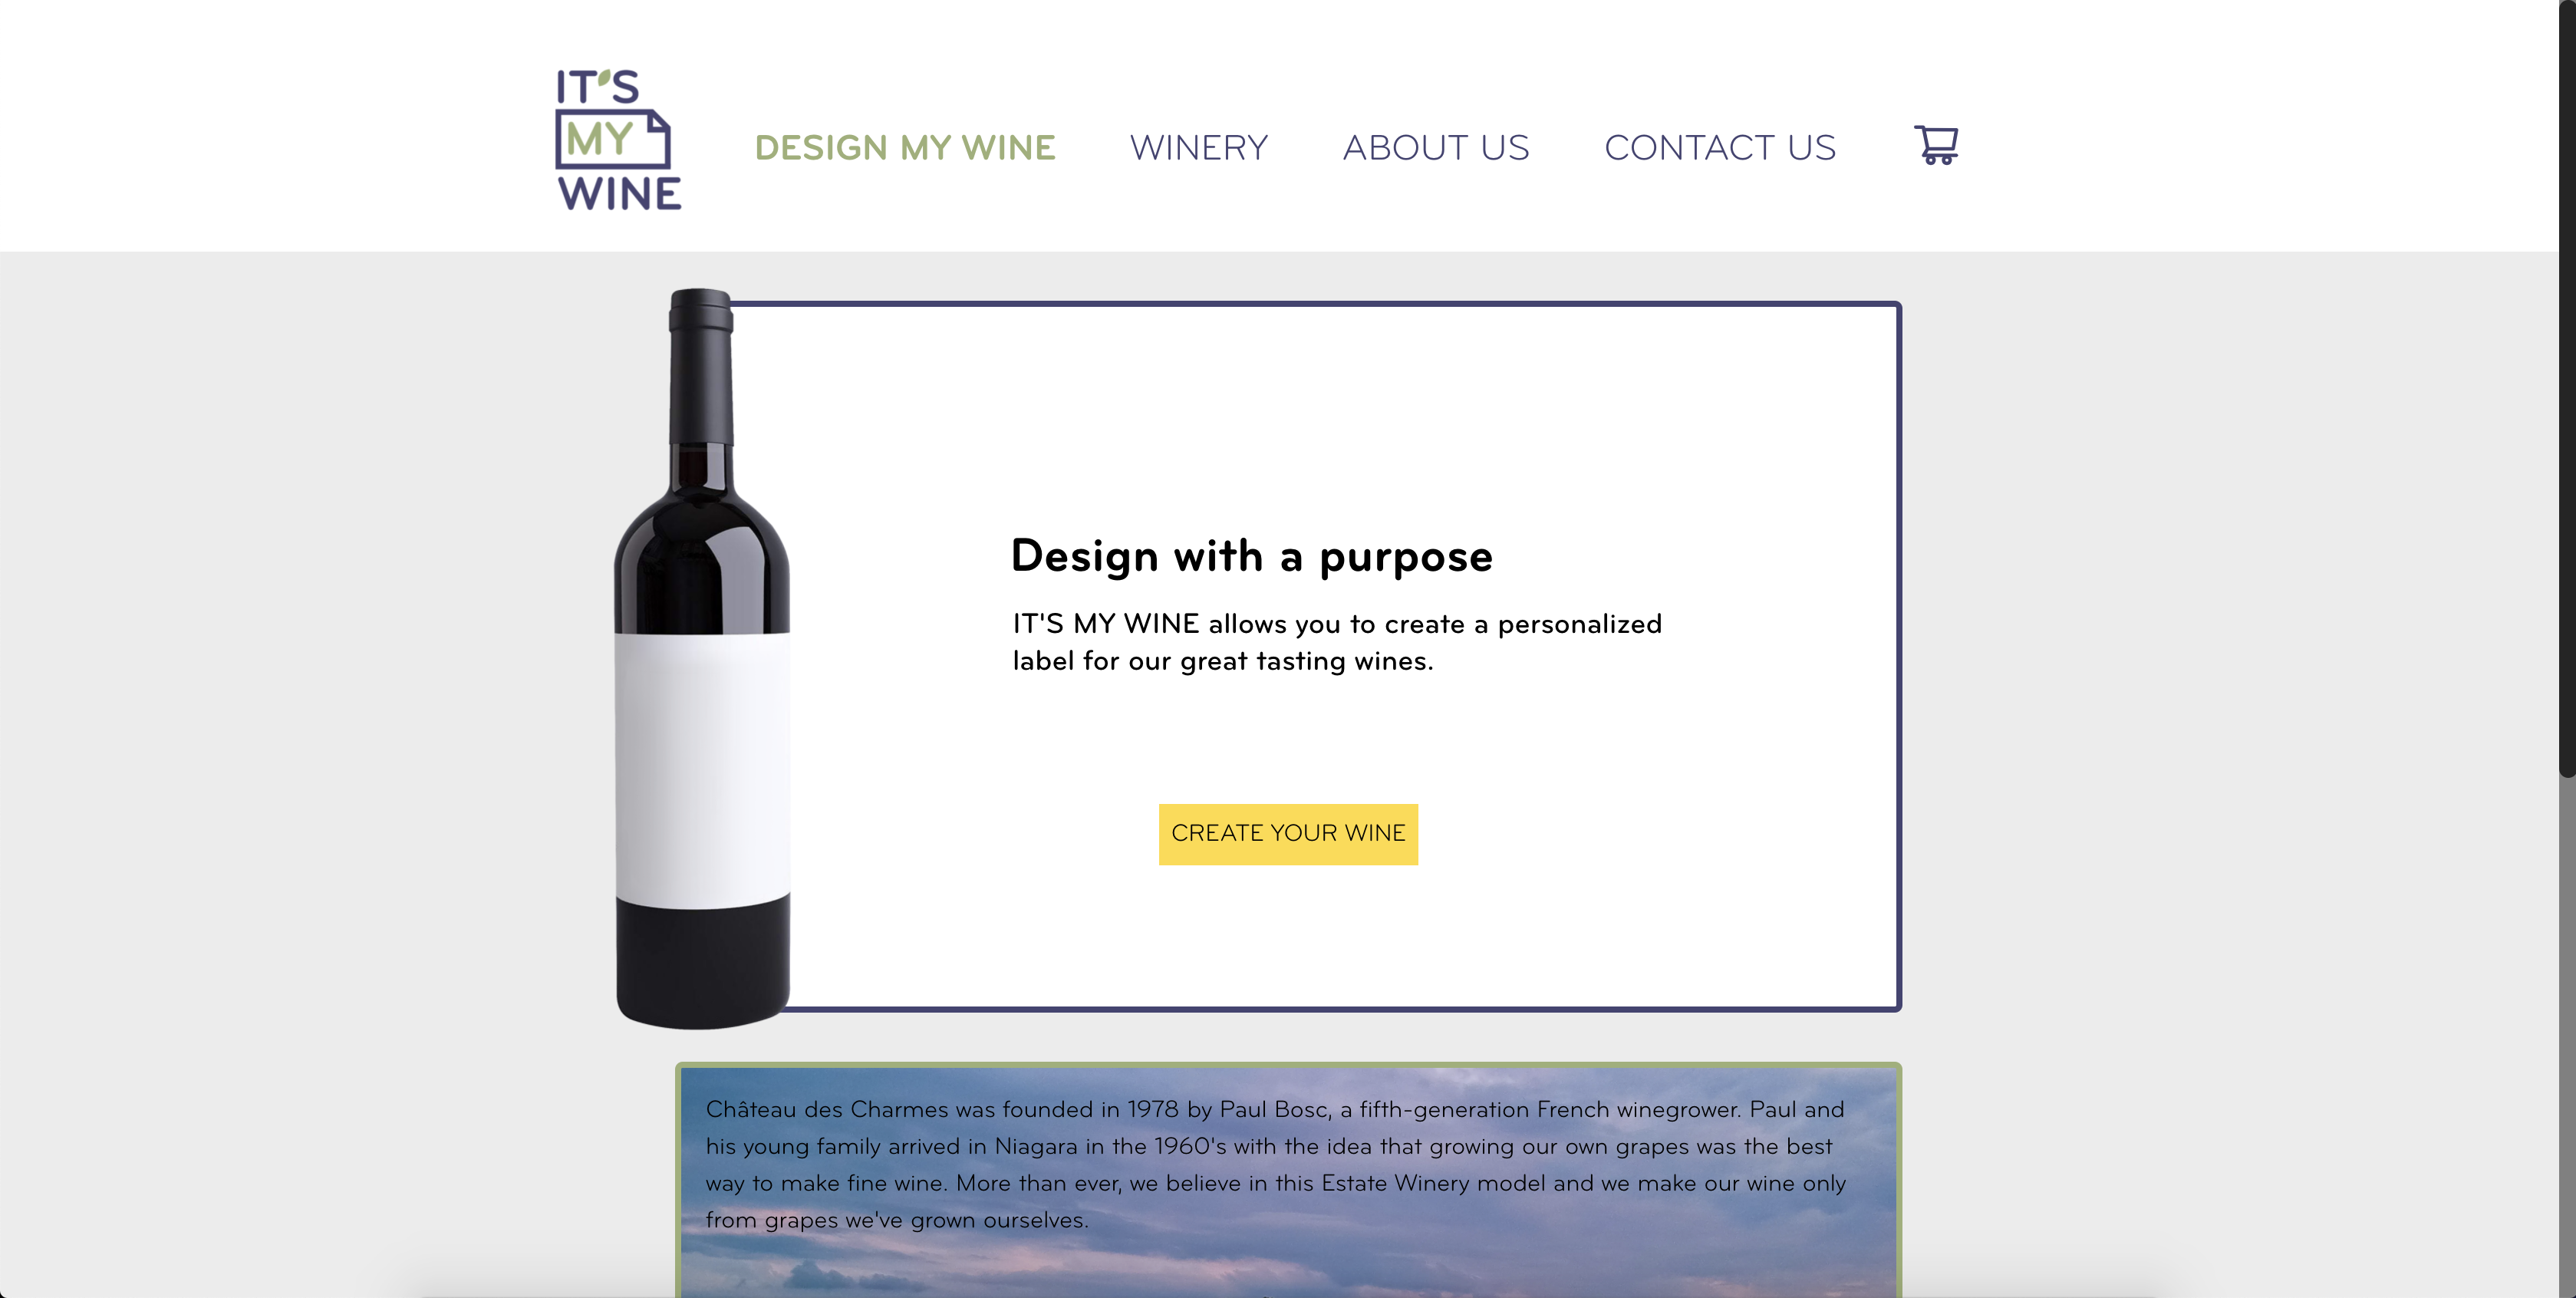 IT'S
MY
WINE
DESIGN MY WINE
WINERY
ABOUT US
CONTACT US
Design with a purpose
IT'S MY WINE allows you to create a personalized
label for our great tasting wines.
CREATE YOUR WINE
Château des Charmes was founded in 1978 by Paul Bosc, a fifth-generation French winegrower. Paul and
his young family arrived in Niagara in the 1960's with the idea that growing our own grapes was the best
way to make fine wine. More than ever, we believe in this Estate Winery model and we make our wine only
from grapes we've grown ourselves.